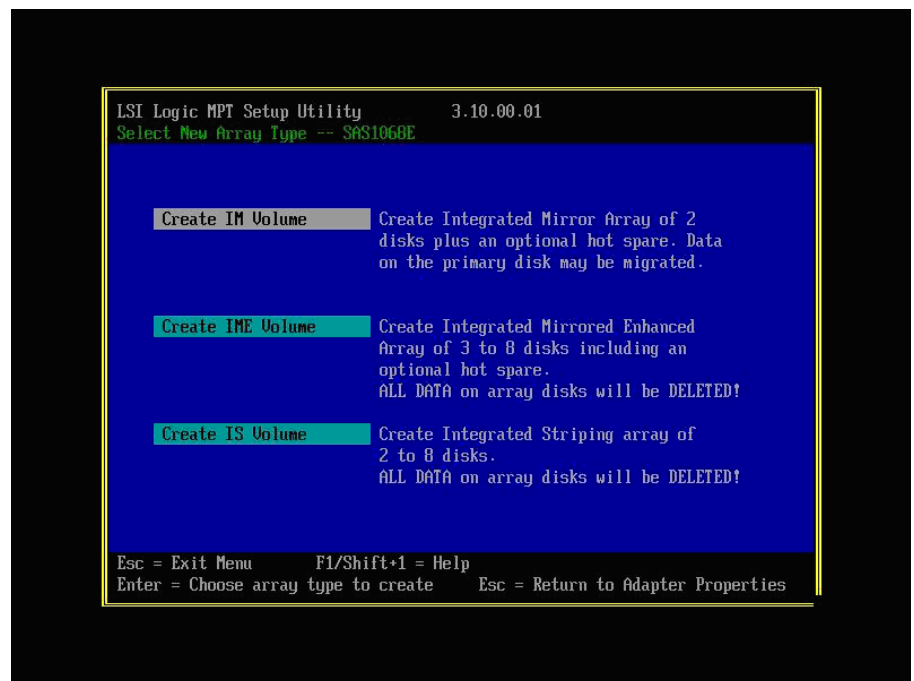 LSI Logic MPT Setup Utility 3.10.00.01
Select New Array Type -- SAS1068E
Create IM Volume Create Integrated Mirror Array of 2
disks plus an optional hot spare. Data
on the primary disk may be migrated.
Create IME Volume Create Integrated Mirrored Enhanced
Array of 3 to 8 disks including an
optional hot spare.
ALL DATA on array disks will be DELETED!
Create IS Volume Create Integrated Striping array of
2 to 8 disks.
ALL DATA on array disks will be DELETED!
Esc = Exit Menu F1/Shift+1 = Help
Enter = Choose array type to create Esc = Return to Adapter Properties